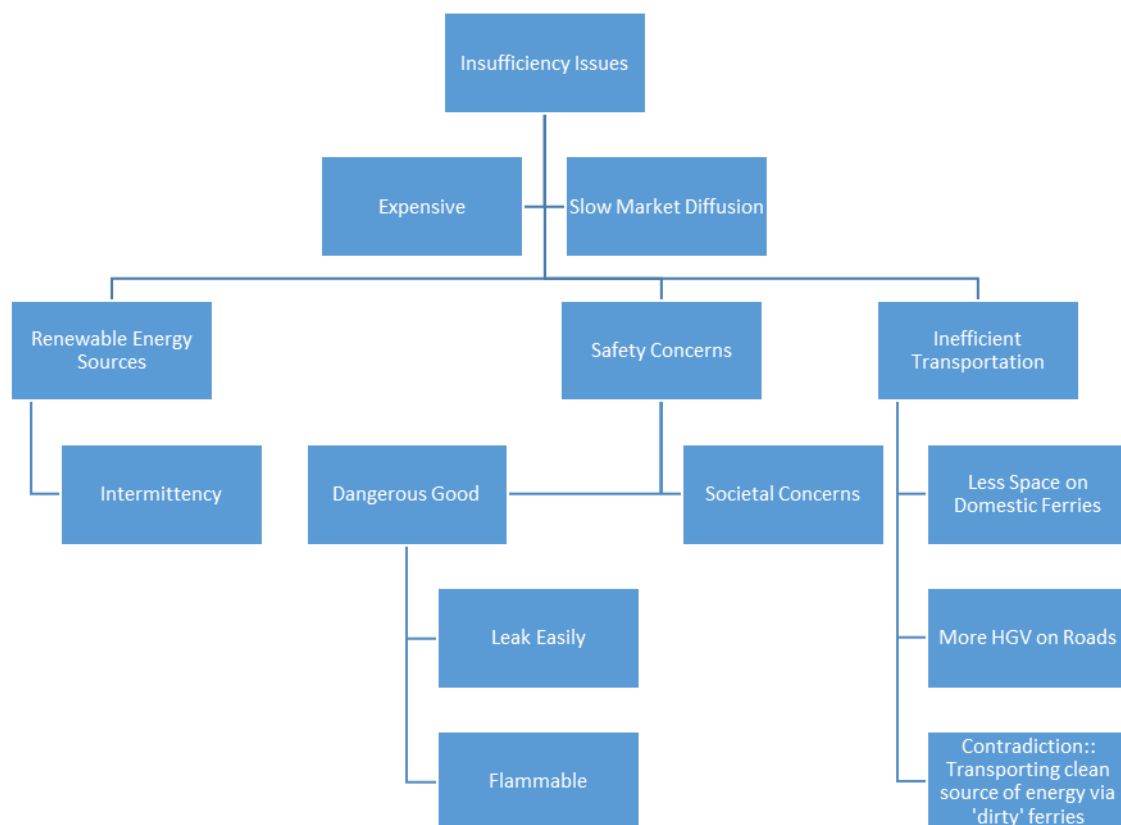 Insufficiency Issues
Expensive
Slow Market Diffusion
Renewable Energy
Sources
Safety Concerns
Inefficient
Transportation
Intermittency
Dangerous Good
Societal Concerns
Less Space on
Domestic Ferries
Leak Easily
More HGV on Roads
Flammable
Contradiction::
Transporting clean
source of energy via
'dirty' ferries